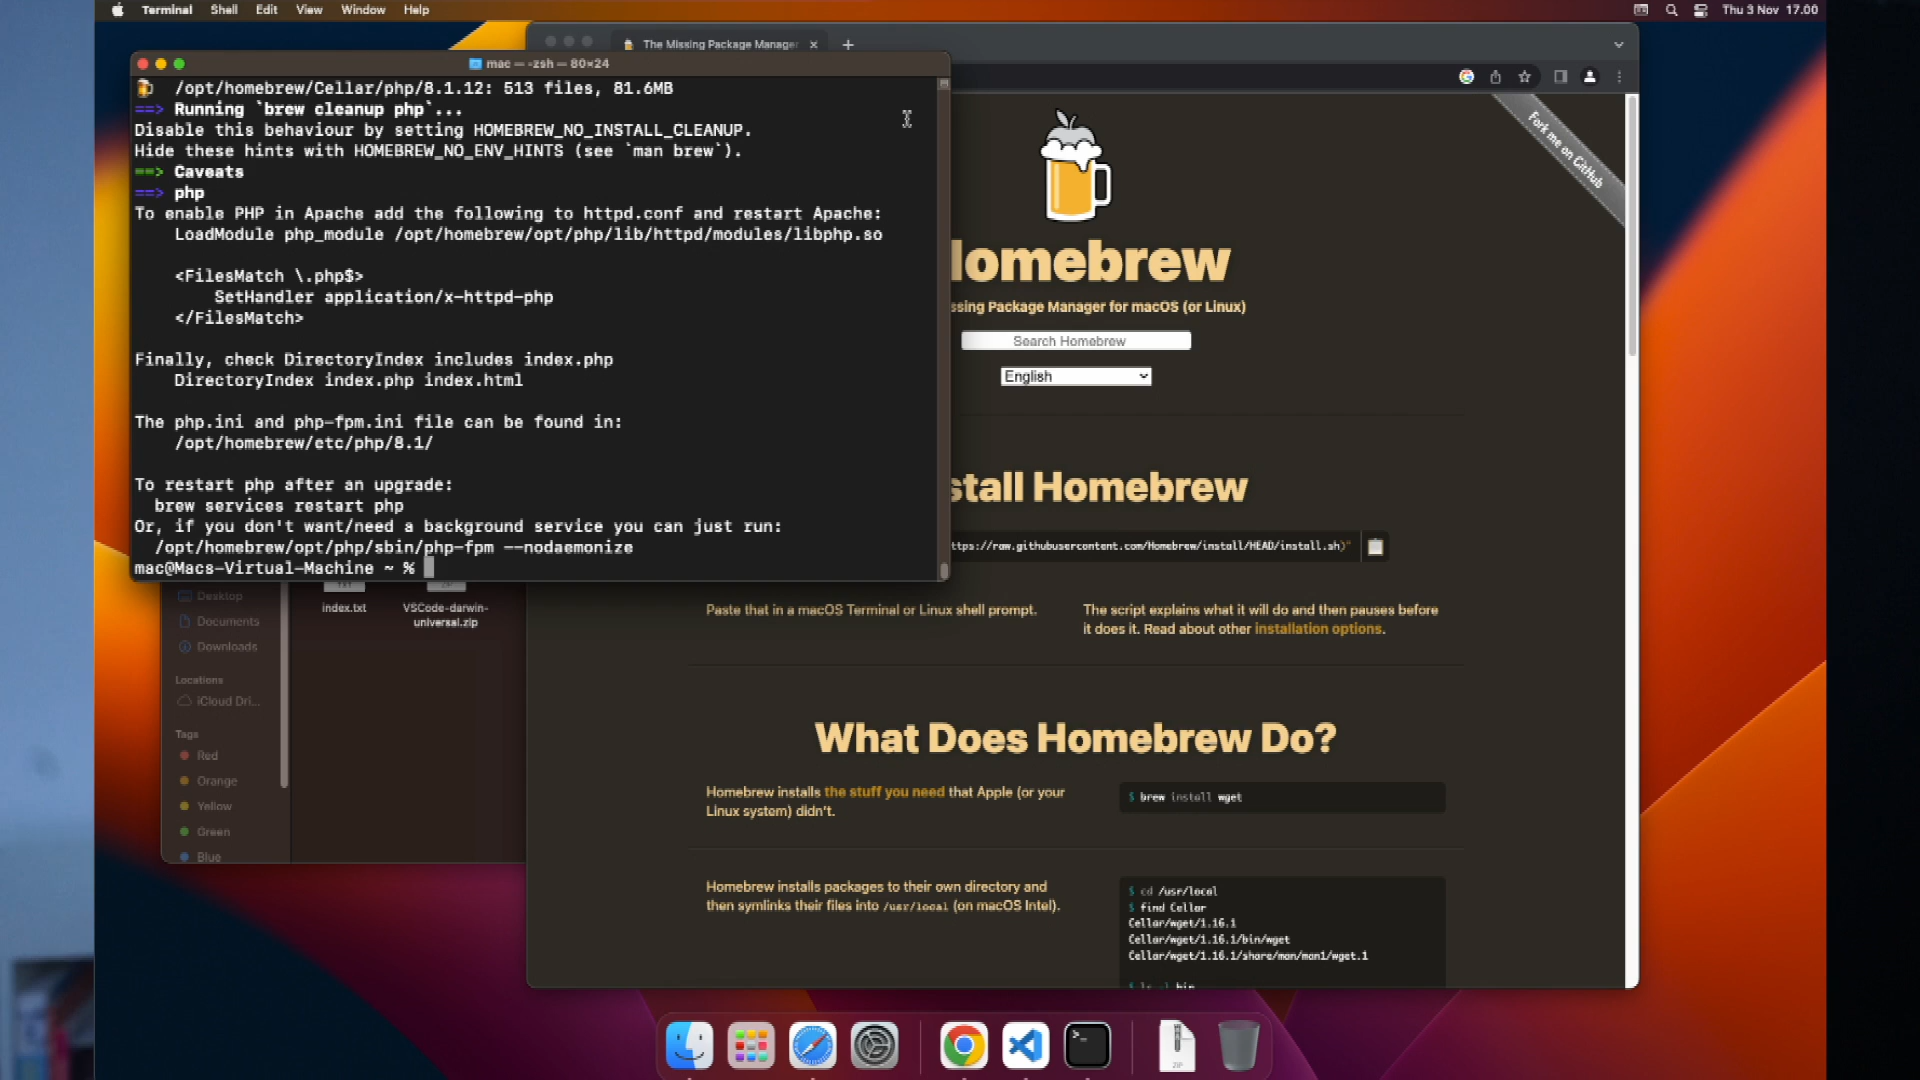 Terminal Shell Edit View Window Help
Thu 3 Nov 17.00
The Missing Package Manager
mac — -zsh — 80×24
/opt/homebrew/Cellar/php/8.1.12: 513 files, 81.6MB
==> Running `brew cleanup php`...
Disable this behaviour by setting HOMEBREW_NO_INSTALL_CLEANUP.
Hide these hints with HOMEBREW_NO_ENV_HINTS (see `man brew`).
==> Caveats
==> php
To enable PHP in Apache add the following to httpd.conf and restart Apache:
LoadModule php_module /opt/homebrew/opt/php/lib/httpd/modules/libphp.so
<FilesMatch \.php$>
SetHandler application/x-httpd-php
</FilesMatch>
Finally, check DirectoryIndex includes index.php
DirectoryIndex index.php index.html
The php.ini and php-fpm.ini file can be found in:
/opt/homebrew/etc/php/8.1/
To restart php after an upgrade:
brew services restart php
Or, if you don't want/need a background service you can just run:
/opt/homebrew/opt/php/sbin/php-fpm --nodaemonize
mac@Macs-Virtual-Machine ~ %
Fork me on GitHub
omebrew
ssing Package Manager for macOS (or Linux)
Search Homebrew
English
stall Homebrew
ttps://raw.githubusercontent.com/Homebrew/install/HEAD/install.sh)"
Paste that in a macOS Terminal or Linux shell prompt.
The script explains what it will do and then pauses before
it does it. Read about other installation options.
What Does Homebrew Do?
Homebrew installs the stuff you need that Apple (or your
Linux system) didn't.
$ brew install wget
Homebrew installs packages to their own directory and
then symlinks their files into /usr/local (on macOS Intel).
$ cd /usr/local
$ find Cellar
Cellar/wget/1.16.1
Cellar/wget/1.16.1/bin/wget
Cellar/wget/1.16.1/share/man/man1/wget.1
$ ls -l bin
Desktop
Documents
Downloads
Locations
iCloud Dri...
Tags
Red
Orange
Yellow
Green
Blue
index.txt
VSCode-darwin-
universal.zip
ZIP